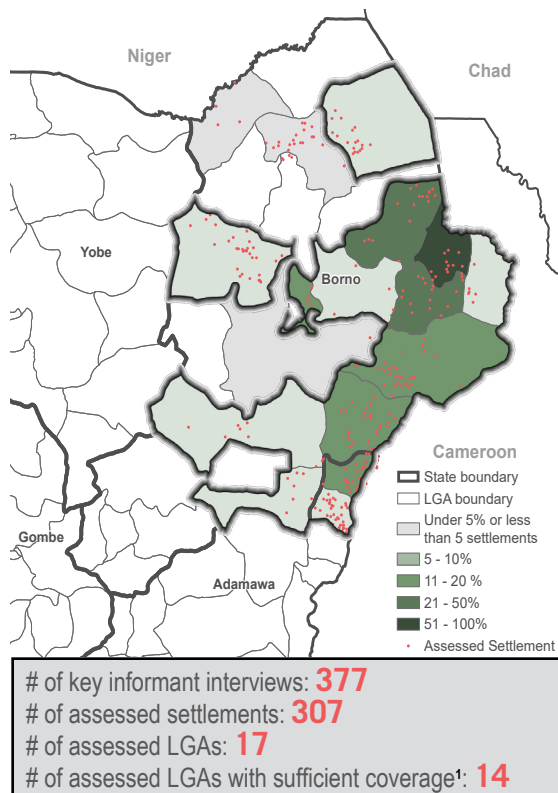 Niger
Chad
Yobe
Borno
Cameroon
State boundary
LGA boundary
Under 5% or less
than 5 settlements
5 - 10%
11 - 20 %
21 - 50%
51 - 100%
Assessed Settlement
Gombe
Adamawa
# of key informant interviews: 377
# of assessed settlements: 307
# of assessed LGAs: 17
# of assessed LGAs with sufficient coverage¹: 14